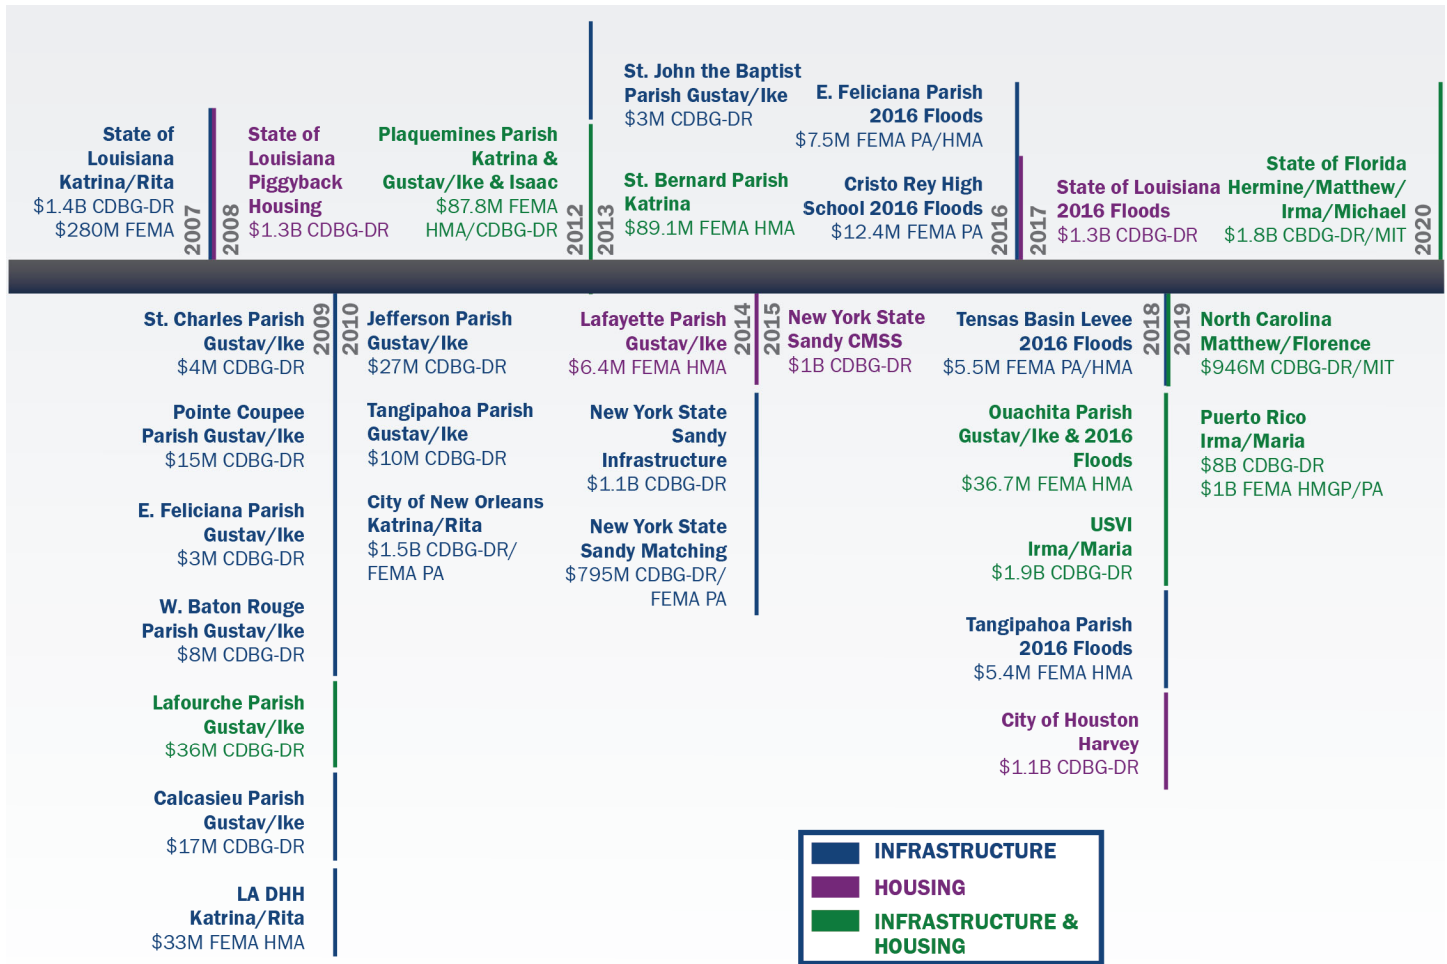 State of
Louisiana
Katrina/Rita
$1.4B CDBG-DR
$280M FEMA
2007
2008
State of
Louisiana
Piggyback
Housing
$1.3B CDBG-DR
Plaquemines Parish
Katrina &
Gustav/Ike & Isaac
$87.8M FEMA
HMA/CDBG-DR
2012
2013
St. John the Baptist
Parish Gustav/Ike
$3M CDBG-DR
St. Bernard Parish
Katrina
$89.1M FEMA HMA
E. Feliciana Parish
2016 Floods
$7.5M FEMA PA/HMA
Cristo Rey High
School 2016 Floods
$12.4M FEMA PA
2016
2017
State of Louisiana
2016 Floods
$1.3B CDBG-DR
State of Florida
Hermine/Matthew/
Irma/Michael
$1.8B CBDG-DR/MIT
2020
St. Charles Parish
Gustav/Ike
$4M CDBG-DR
Pointe Coupee
Parish Gustav/Ike
$15M CDBG-DR
E. Feliciana Parish
Gustav/Ike
$3M CDBG-DR
W. Baton Rouge
Parish Gustav/Ike
$8M CDBG-DR
Lafourche Parish
Gustav/Ike
$36M CDBG-DR
Calcasieu Parish
Gustav/Ike
$17M CDBG-DR
LA DHH
Katrina/Rita
$33M FEMA HMA
2009
2010
Jefferson Parish
Gustav/Ike
$27M CDBG-DR
Tangipahoa Parish
Gustav/Ike
$10M CDBG-DR
City of New Orleans
Katrina/Rita
$1.5B CDBG-DR/
FEMA PA
Lafayette Parish
Gustav/Ike
$6.4M FEMA HMA
New York State
Sandy
Infrastructure
$1.1B CDBG-DR
New York State
Sandy Matching
$795M CDBG-DR/
FEMA PA
2014
2015
New York State
Sandy CMSS
$1B CDBG-DR
Tensas Basin Levee
2016 Floods
$5.5M FEMA PA/HMA
Ouachita Parish
Gustav/Ike & 2016
Floods
$36.7M FEMA HMA
USVI
Irma/Maria
$1.9B CDBG-DR
Tangipahoa Parish
2016 Floods
$5.4M FEMA HMA
City of Houston
Harvey
$1.1B CDBG-DR
2018
2019
North Carolina
Matthew/Florence
$946M CDBG-DR/MIT
Puerto Rico
Irma/Maria
$8B CDBG-DR
$1B FEMA HMGP/PA
INFRASTRUCTURE
HOUSING
INFRASTRUCTURE &
HOUSING